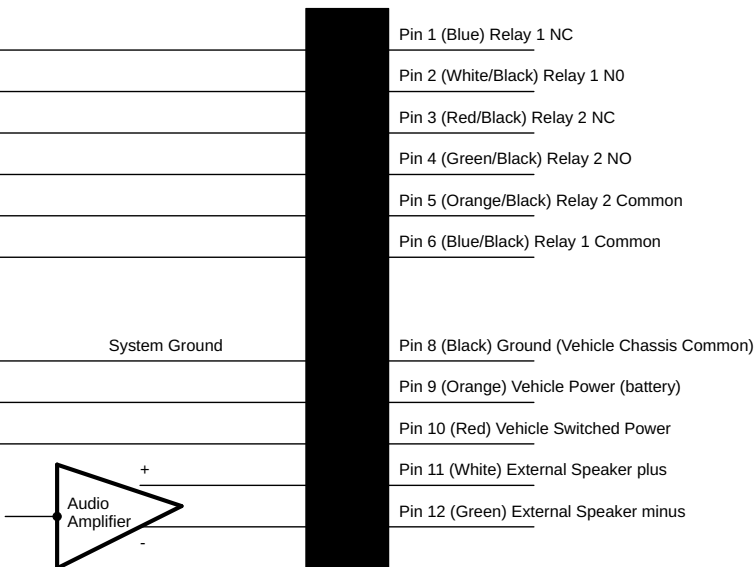 Pin 1 (Blue) Relay 1 NC
Pin 2 (White/Black) Relay 1 N0
Pin 3 (Red/Black) Relay 2 NC
Pin 4 (Green/Black) Relay 2 NO
Pin 5 (Orange/Black) Relay 2 Common
Pin 6 (Blue/Black) Relay 1 Common
System Ground
Pin 8 (Black) Ground (Vehicle Chassis Common)
Pin 9 (Orange) Vehicle Power (battery)
Pin 10 (Red) Vehicle Switched Power
+
Pin 11 (White) External Speaker plus
Audio
Amplifier
Pin 12 (Green) External Speaker minus
-